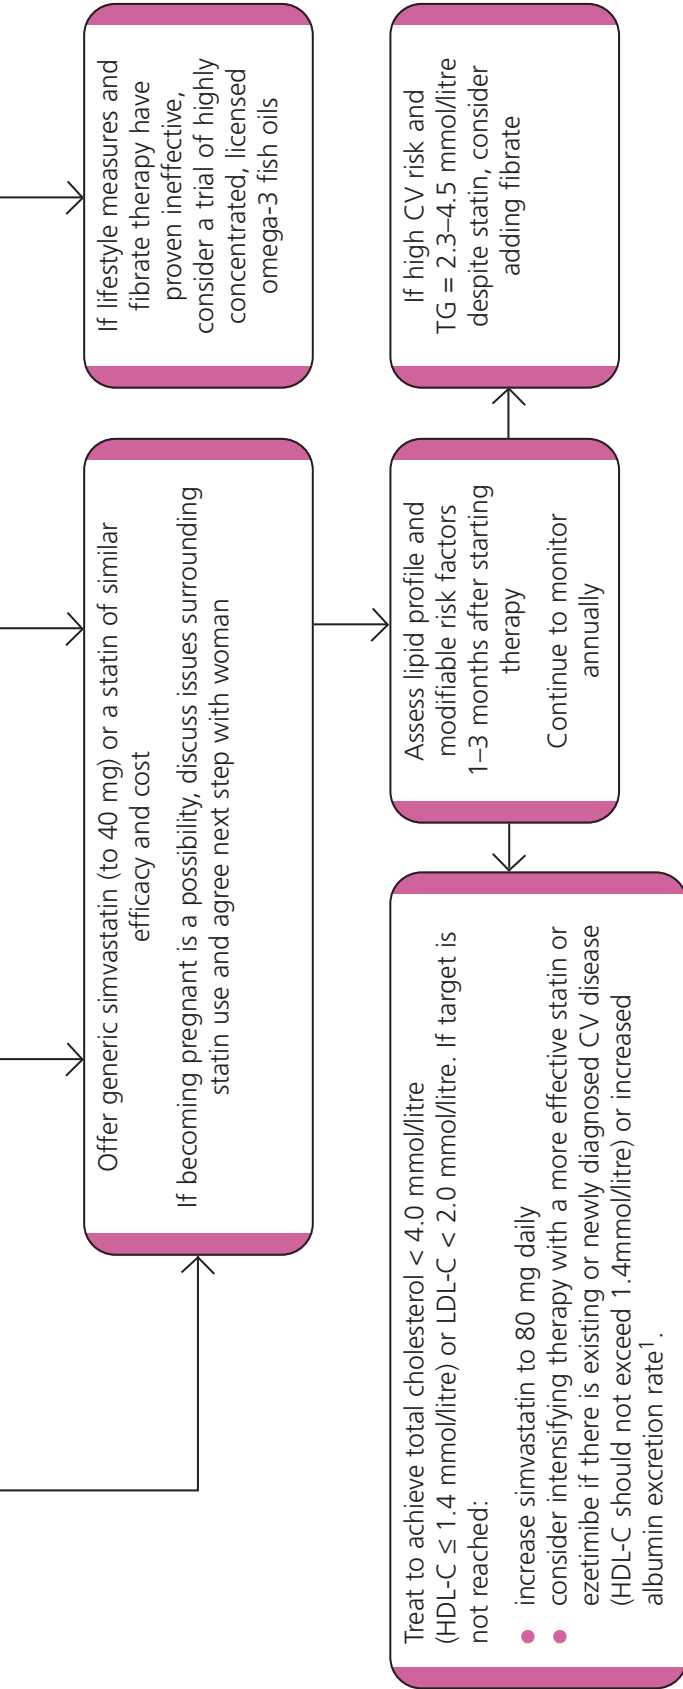 Offer generic simvastatin (to 40 mg) or a statin of similar
efficacy and cost
If becoming pregnant is a possibility, discuss issues surrounding
statin use and agree next step with woman
If lifestyle measures and
fibrate therapy have
proven ineffective,
consider a trial of highly
concentrated, licensed
omega-3 fish oils
Treat to achieve total cholesterol < 4.0 mmol/litre
(HDL-C ≤ 1.4 mmol/litre) or LDL-C < 2.0 mmol/litre. If target is
not reached:
● increase simvastatin to 80 mg daily
● consider intensifying therapy with a more effective statin or
ezetimibe if there is existing or newly diagnosed CV disease
(HDL-C should not exceed 1.4mmol/litre) or increased
albumin excretion rate¹.
Assess lipid profile and
modifiable risk factors
1–3 months after starting
therapy
Continue to monitor
annually
If high CV risk and
TG = 2.3–4.5 mmol/litre
despite statin, consider
adding fibrate